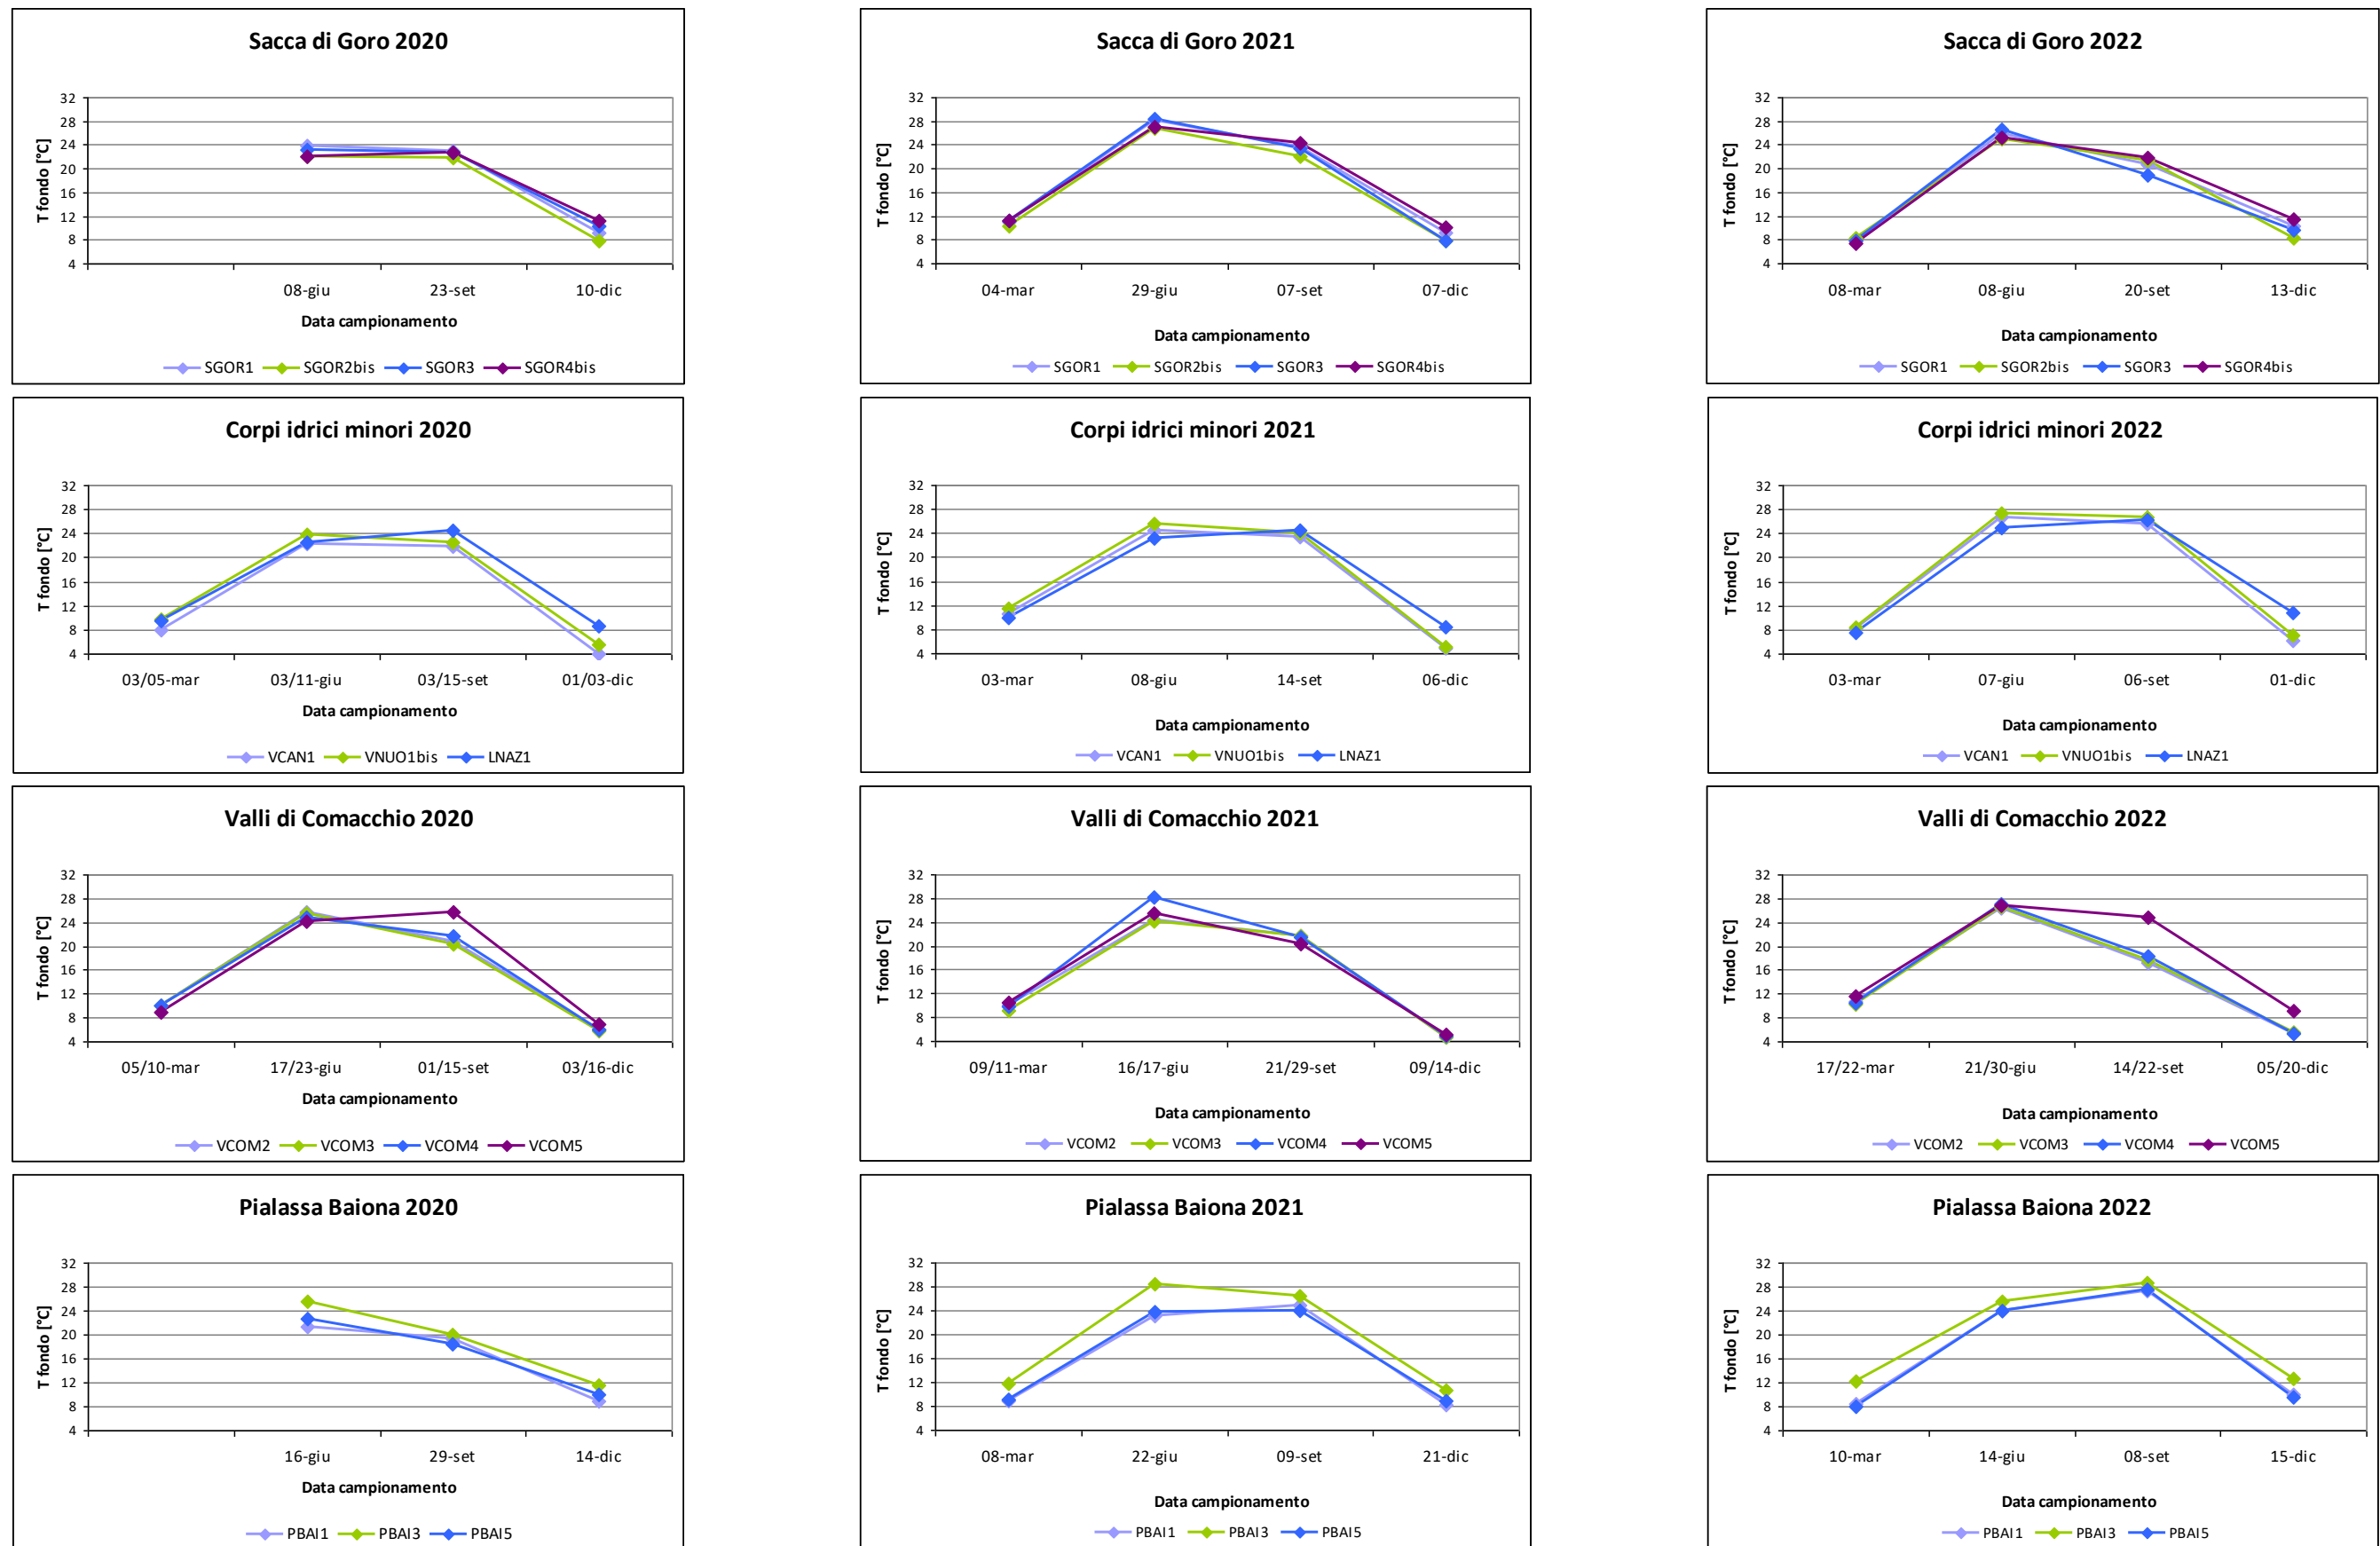 Sacca di Goro 2020
32
28
24
20
16
12
8
4
T fondo [°C]
08-giu 23-set 10-dic
Data campionamento
SGOR1 SGOR2bis SGOR3 SGOR4bis
Sacca di Goro 2021
32
28
24
20
16
12
8
4
T fondo [°C]
04-mar 29-giu 07-set 07-dic
Data campionamento
SGOR1 SGOR2bis SGOR3 SGOR4bis
Sacca di Goro 2022
32
28
24
20
16
12
8
4
T fondo [°C]
08-mar 08-giu 20-set 13-dic
Data campionamento
SGOR1 SGOR2bis SGOR3 SGOR4bis
Corpi idrici minori 2020
32
28
24
20
16
12
8
4
T fondo [°C]
03/05-mar 03/11-giu 03/15-set 01/03-dic
Data campionamento
VCAN1 VNUO1bis LNAZ1
Corpi idrici minori 2021
32
28
24
20
16
12
8
4
T fondo [°C]
03-mar 08-giu 14-set 06-dic
Data campionamento
VCAN1 VNUO1bis LNAZ1
Corpi idrici minori 2022
32
28
24
20
16
12
8
4
T fondo [°C]
03-mar 07-giu 06-set 01-dic
Data campionamento
VCAN1 VNUO1bis LNAZ1
Valli di Comacchio 2020
32
28
24
20
16
12
8
4
T fondo [°C]
05/10-mar 17/23-giu 01/15-set 03/16-dic
Data campionamento
VCOM2 VCOM3 VCOM4 VCOM5
Valli di Comacchio 2021
32
28
24
20
16
12
8
4
T fondo [°C]
09/11-mar 16/17-giu 21/29-set 09/14-dic
Data campionamento
VCOM2 VCOM3 VCOM4 VCOM5
Valli di Comacchio 2022
32
28
24
20
16
12
8
4
T fondo [°C]
17/22-mar 21/30-giu 14/22-set 05/20-dic
Data campionamento
VCOM2 VCOM3 VCOM4 VCOM5
Pialassa Baiona 2020
32
28
24
20
16
12
8
4
T fondo [°C]
16-giu 29-set 14-dic
Data campionamento
PBAI1 PBAI3 PBAI5
Pialassa Baiona 2021
32
28
24
20
16
12
8
4
T fondo [°C]
08-mar 22-giu 09-set 21-dic
Data campionamento
PBAI1 PBAI3 PBAI5
Pialassa Baiona 2022
32
28
24
20
16
12
8
4
T fondo [°C]
10-mar 14-giu 08-set 15-dic
Data campionamento
PBAI1 PBAI3 PBAI5